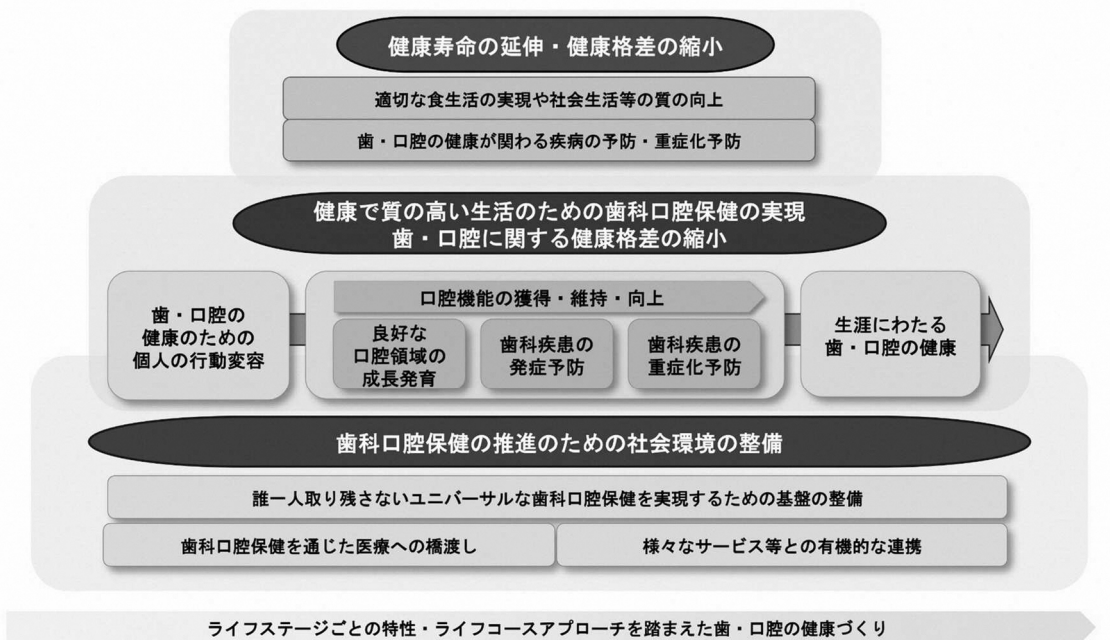 健康寿命の延伸・健康格差の縮小
適切な食生活の実現や社会生活等の質の向上
歯・口腔の健康が関わる疾病の予防・重症化予防
健康で質の高い生活のための歯科口腔保健の実現
歯・口腔に関する健康格差の縮小
歯・口腔の
健康のための
個人の行動変容
口腔機能の獲得・維持・向上
良好な
口腔領域の
成長発育
歯科疾患の
発症予防
歯科疾患の
重症化予防
生涯にわたる
歯・口腔の健康
歯科口腔保健の推進のための社会環境の整備
誰一人取り残さないユニバーサルな歯科口腔保健を実現するための基盤の整備
歯科口腔保健を通じた医療への橋渡し
様々なサービス等との有機的な連携
ライフステージごとの特性・ライフコースアプローチを踏まえた歯・口腔の健康づくり